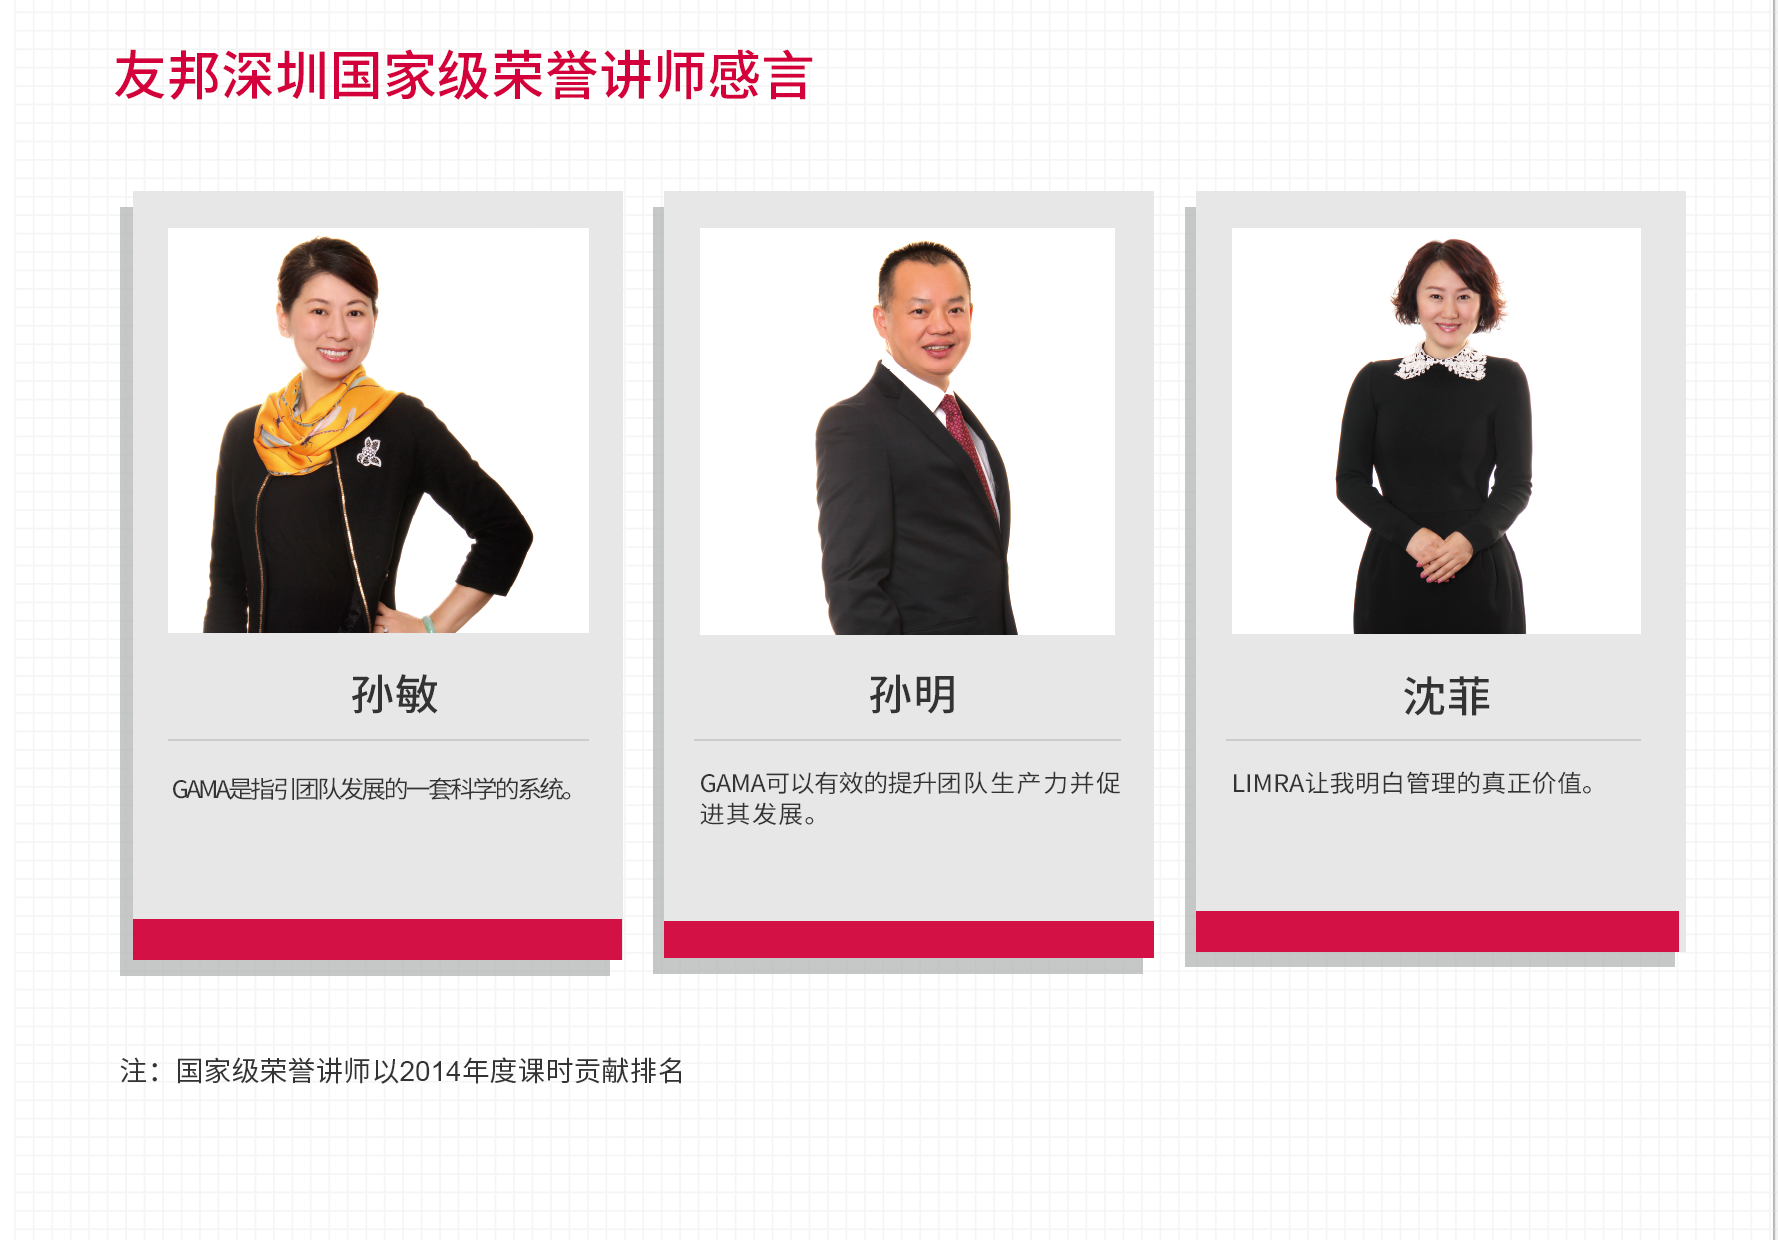 友邦深圳国家级荣誉讲师感言
孙敏
GAMA是指引团队发展的一套科学的系统。
孙明
GAMA可以有效的提升团队生产力并促
进其发展。
沈菲
LIMRA让我明白管理的真正价值。
注：国家级荣誉讲师以2014年度课时贡献排名